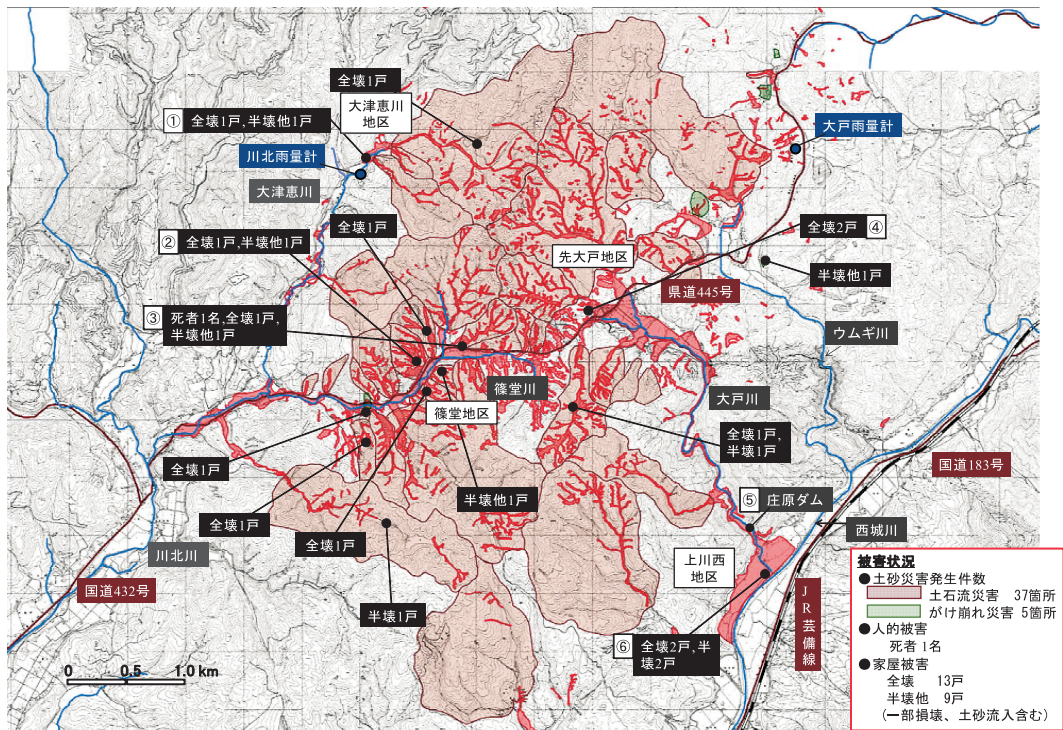 全壊1戸
大津恵川
地区
① 全壊1戸,半壊他1戸
川北雨量計
大津恵川
大戸雨量計
全壊1戸
② 全壊1戸,半壊他1戸
全壊2戸 ④
先大戸地区
半壊他1戸
県道445号
③ 死者1名,全壊1戸,
半壊他1戸
ウムギ川
篠堂川
大戸川
篠堂地区
全壊1戸,
半壊1戸
全壊1戸
国道183号
半壊他1戸
⑤ 庄原ダム
全壊1戸
西城川
全壊1戸
川北川
上川西
地区
国道432号
半壊1戸
JR芸備線
⑥ 全壊2戸,半
壊2戸
0 0.5 1.0 km
被害状況
●土砂災害発生件数
土石流災害 37箇所
がけ崩れ災害 5箇所
●人的被害
死者 1名
●家屋被害
全壊 13戸
半壊他 9戸
(一部損壊、土砂流入含む)